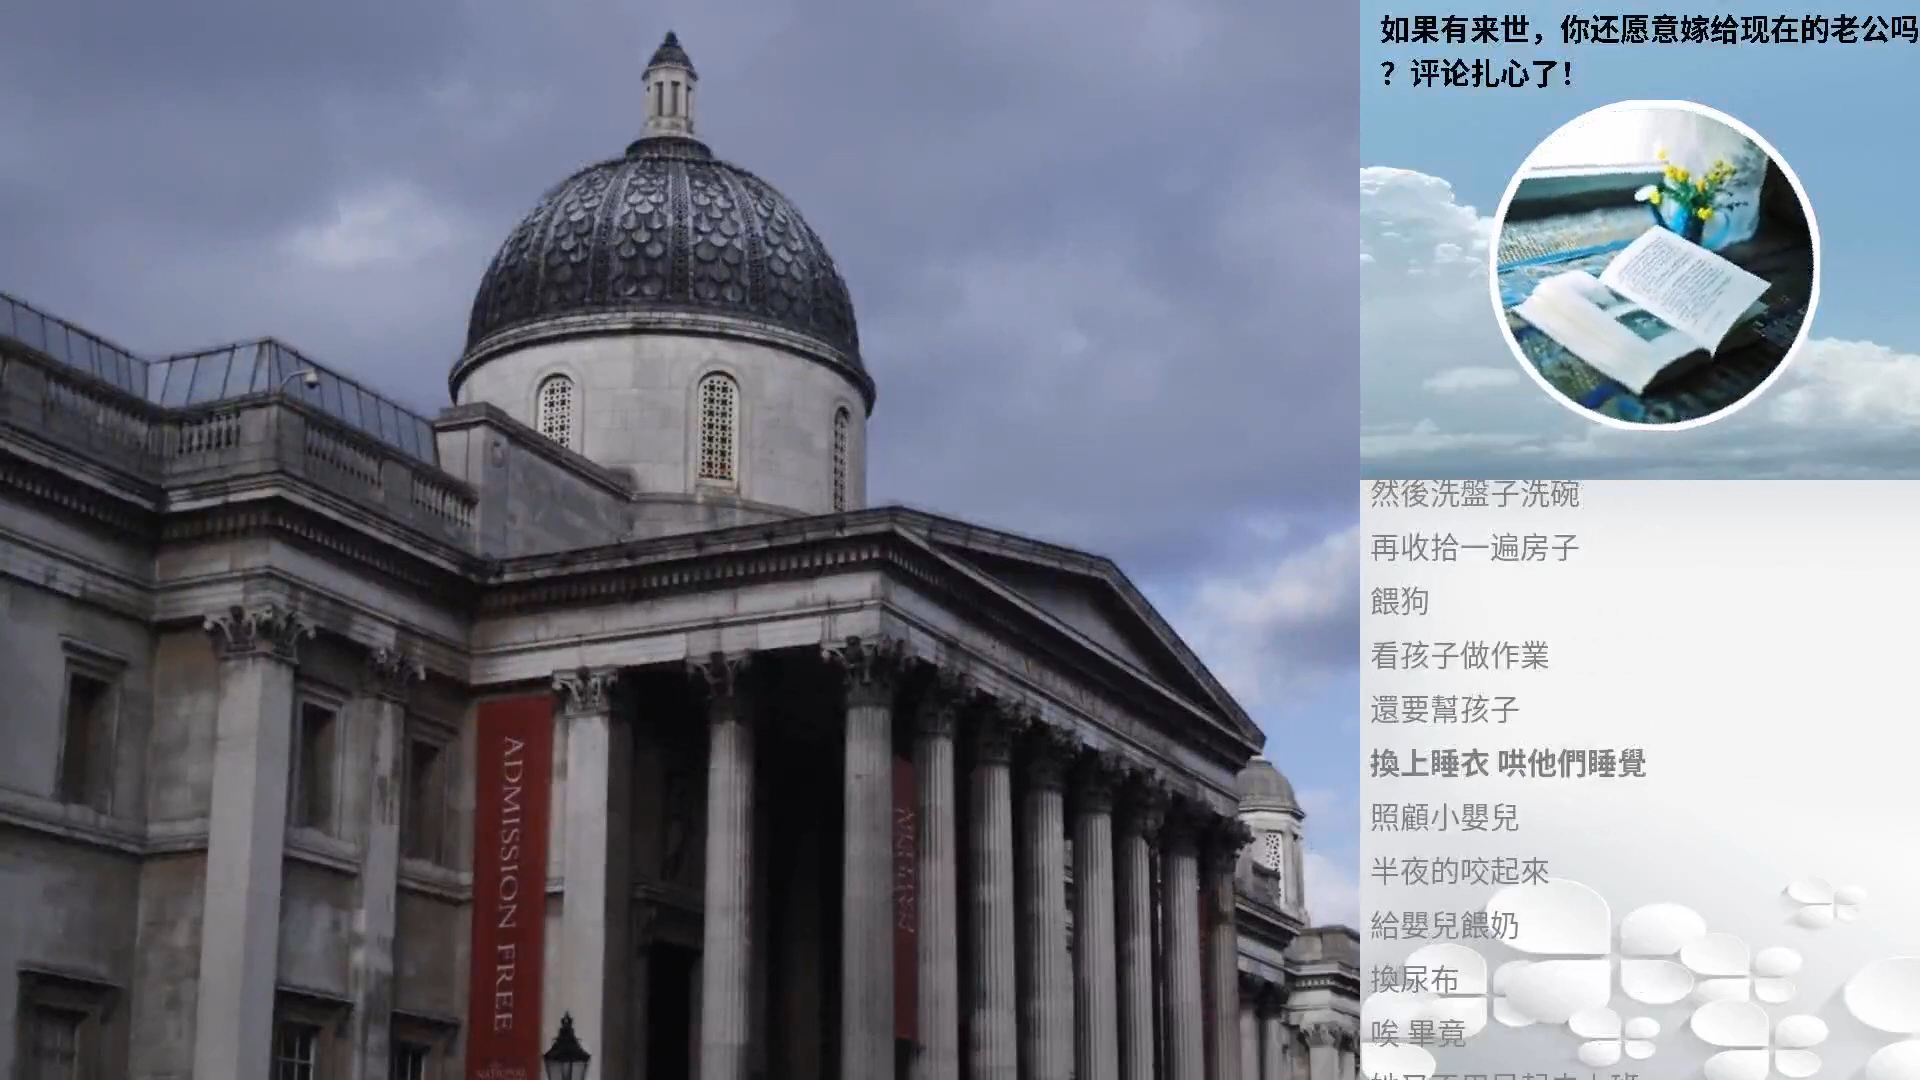 如果有来世，你还愿意嫁给现在的老公吗
？评论扎心了！
然後洗盤子洗碗
再收拾一遍房子
餵狗
看孩子做作業
還要幫孩子
換上睡衣 哄他們睡覺
照顧小嬰兒
半夜的咬起來
給嬰兒餵奶
換尿布
唉 畢竟
ADMISSION FREE